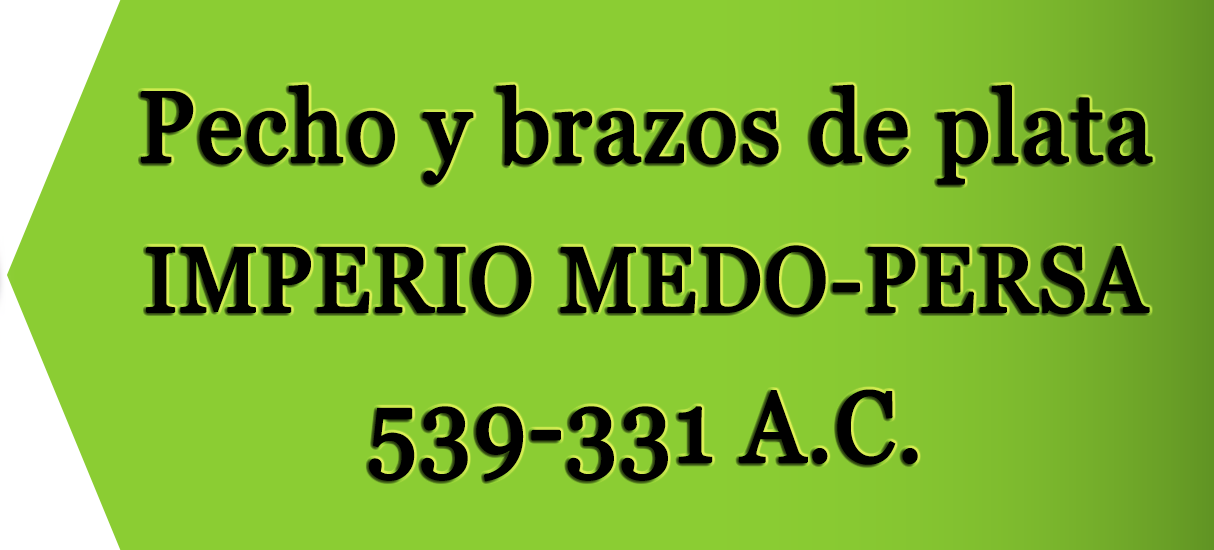 Pecho y brazos de plata
IMPERIO MEDO-PERSA
539-331 A.C.